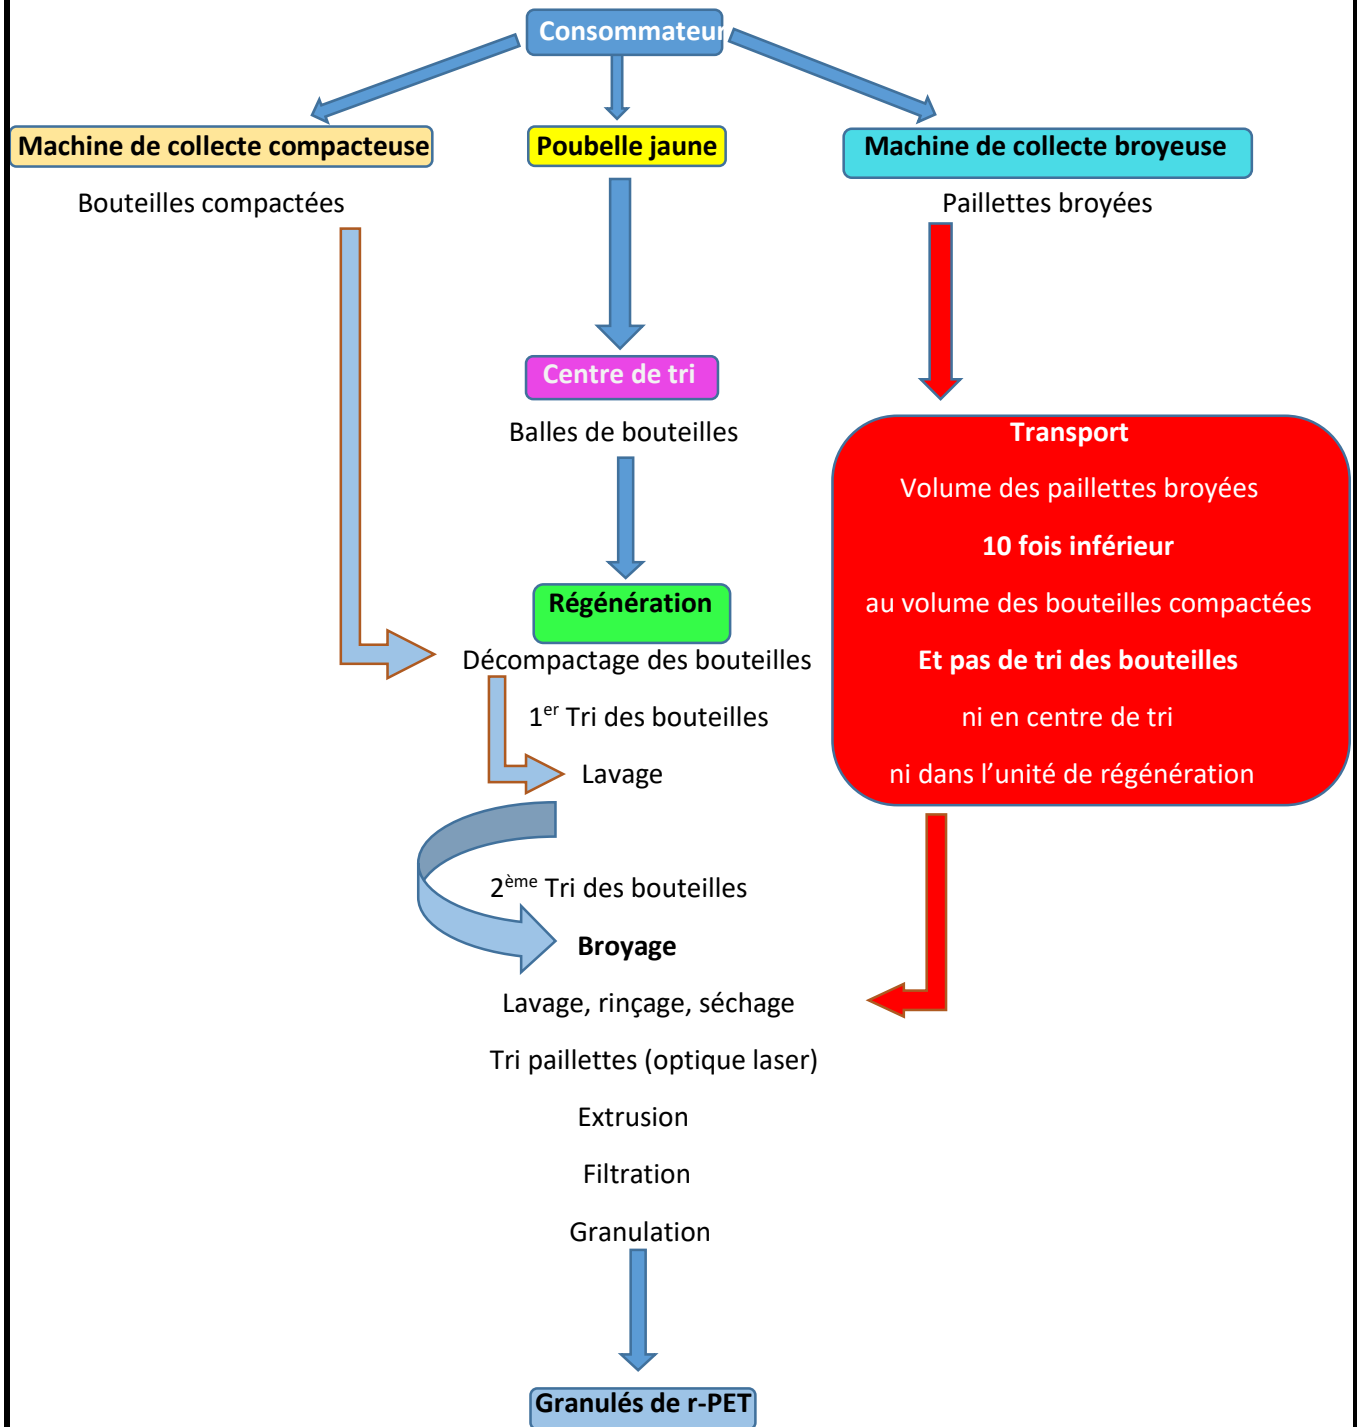 Consommateur
Machine de collecte compacteuse
Poubelle jaune
Machine de collecte broyeuse
Bouteilles compactées
Paillettes broyées
Centre de tri
Balles de bouteilles
Transport
Volume des paillettes broyées
10 fois inférieur
au volume des bouteilles compactées
Et pas de tri des bouteilles
ni en centre de tri
ni dans l’unité de régénération
Régénération
Décompactage des bouteilles
1er Tri des bouteilles
Lavage
2ème Tri des bouteilles
Broyage
Lavage, rinçage, séchage
Tri paillettes (optique laser)
Extrusion
Filtration
Granulation
Granulés de r-PET